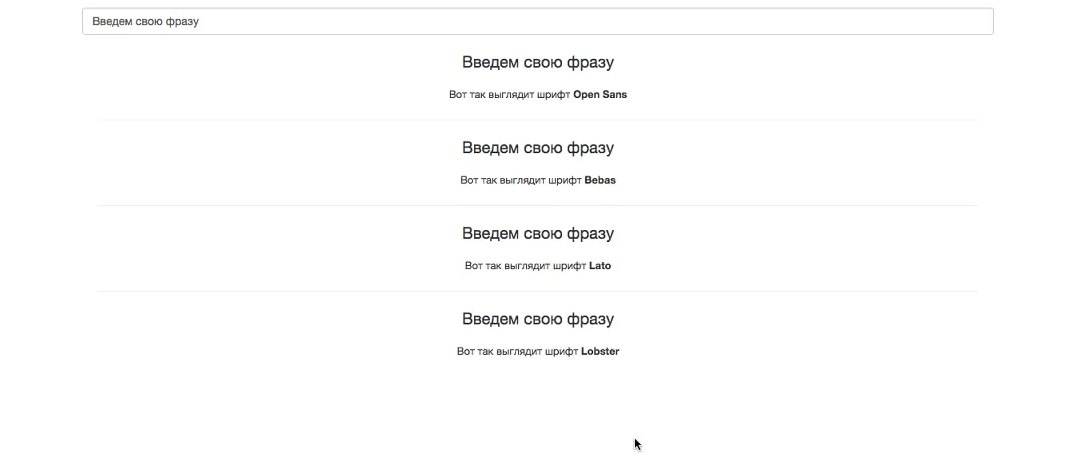 Введем свою фразу
Введем свою фразу
Вот так выглядит шрифт Open Sans
Введем свою фразу
Вот так выглядит шрифт Bebas
Введем свою фразу
Вот так выглядит шрифт Lato
Введем свою фразу
Вот так выглядит шрифт Lobster